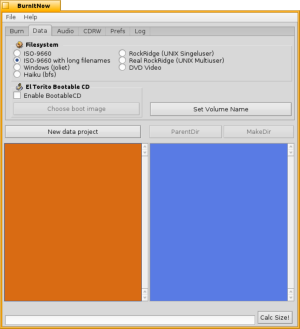 BurnItNow
File Help
Burn Data Audio CDRW Prefs Log
Filesystem
ISO-9660 RockRidge (UNIX Singeluser)
ISO-9660 with long filenames Real RockRidge (UNIX Multiuser)
Windows (Joliet) DVD Video
Haiku (bfs)
El Torito Bootable CD
Enable BootableCD
Choose boot image Set Volume Name
New data project ParentDir MakeDir
Calc Size!